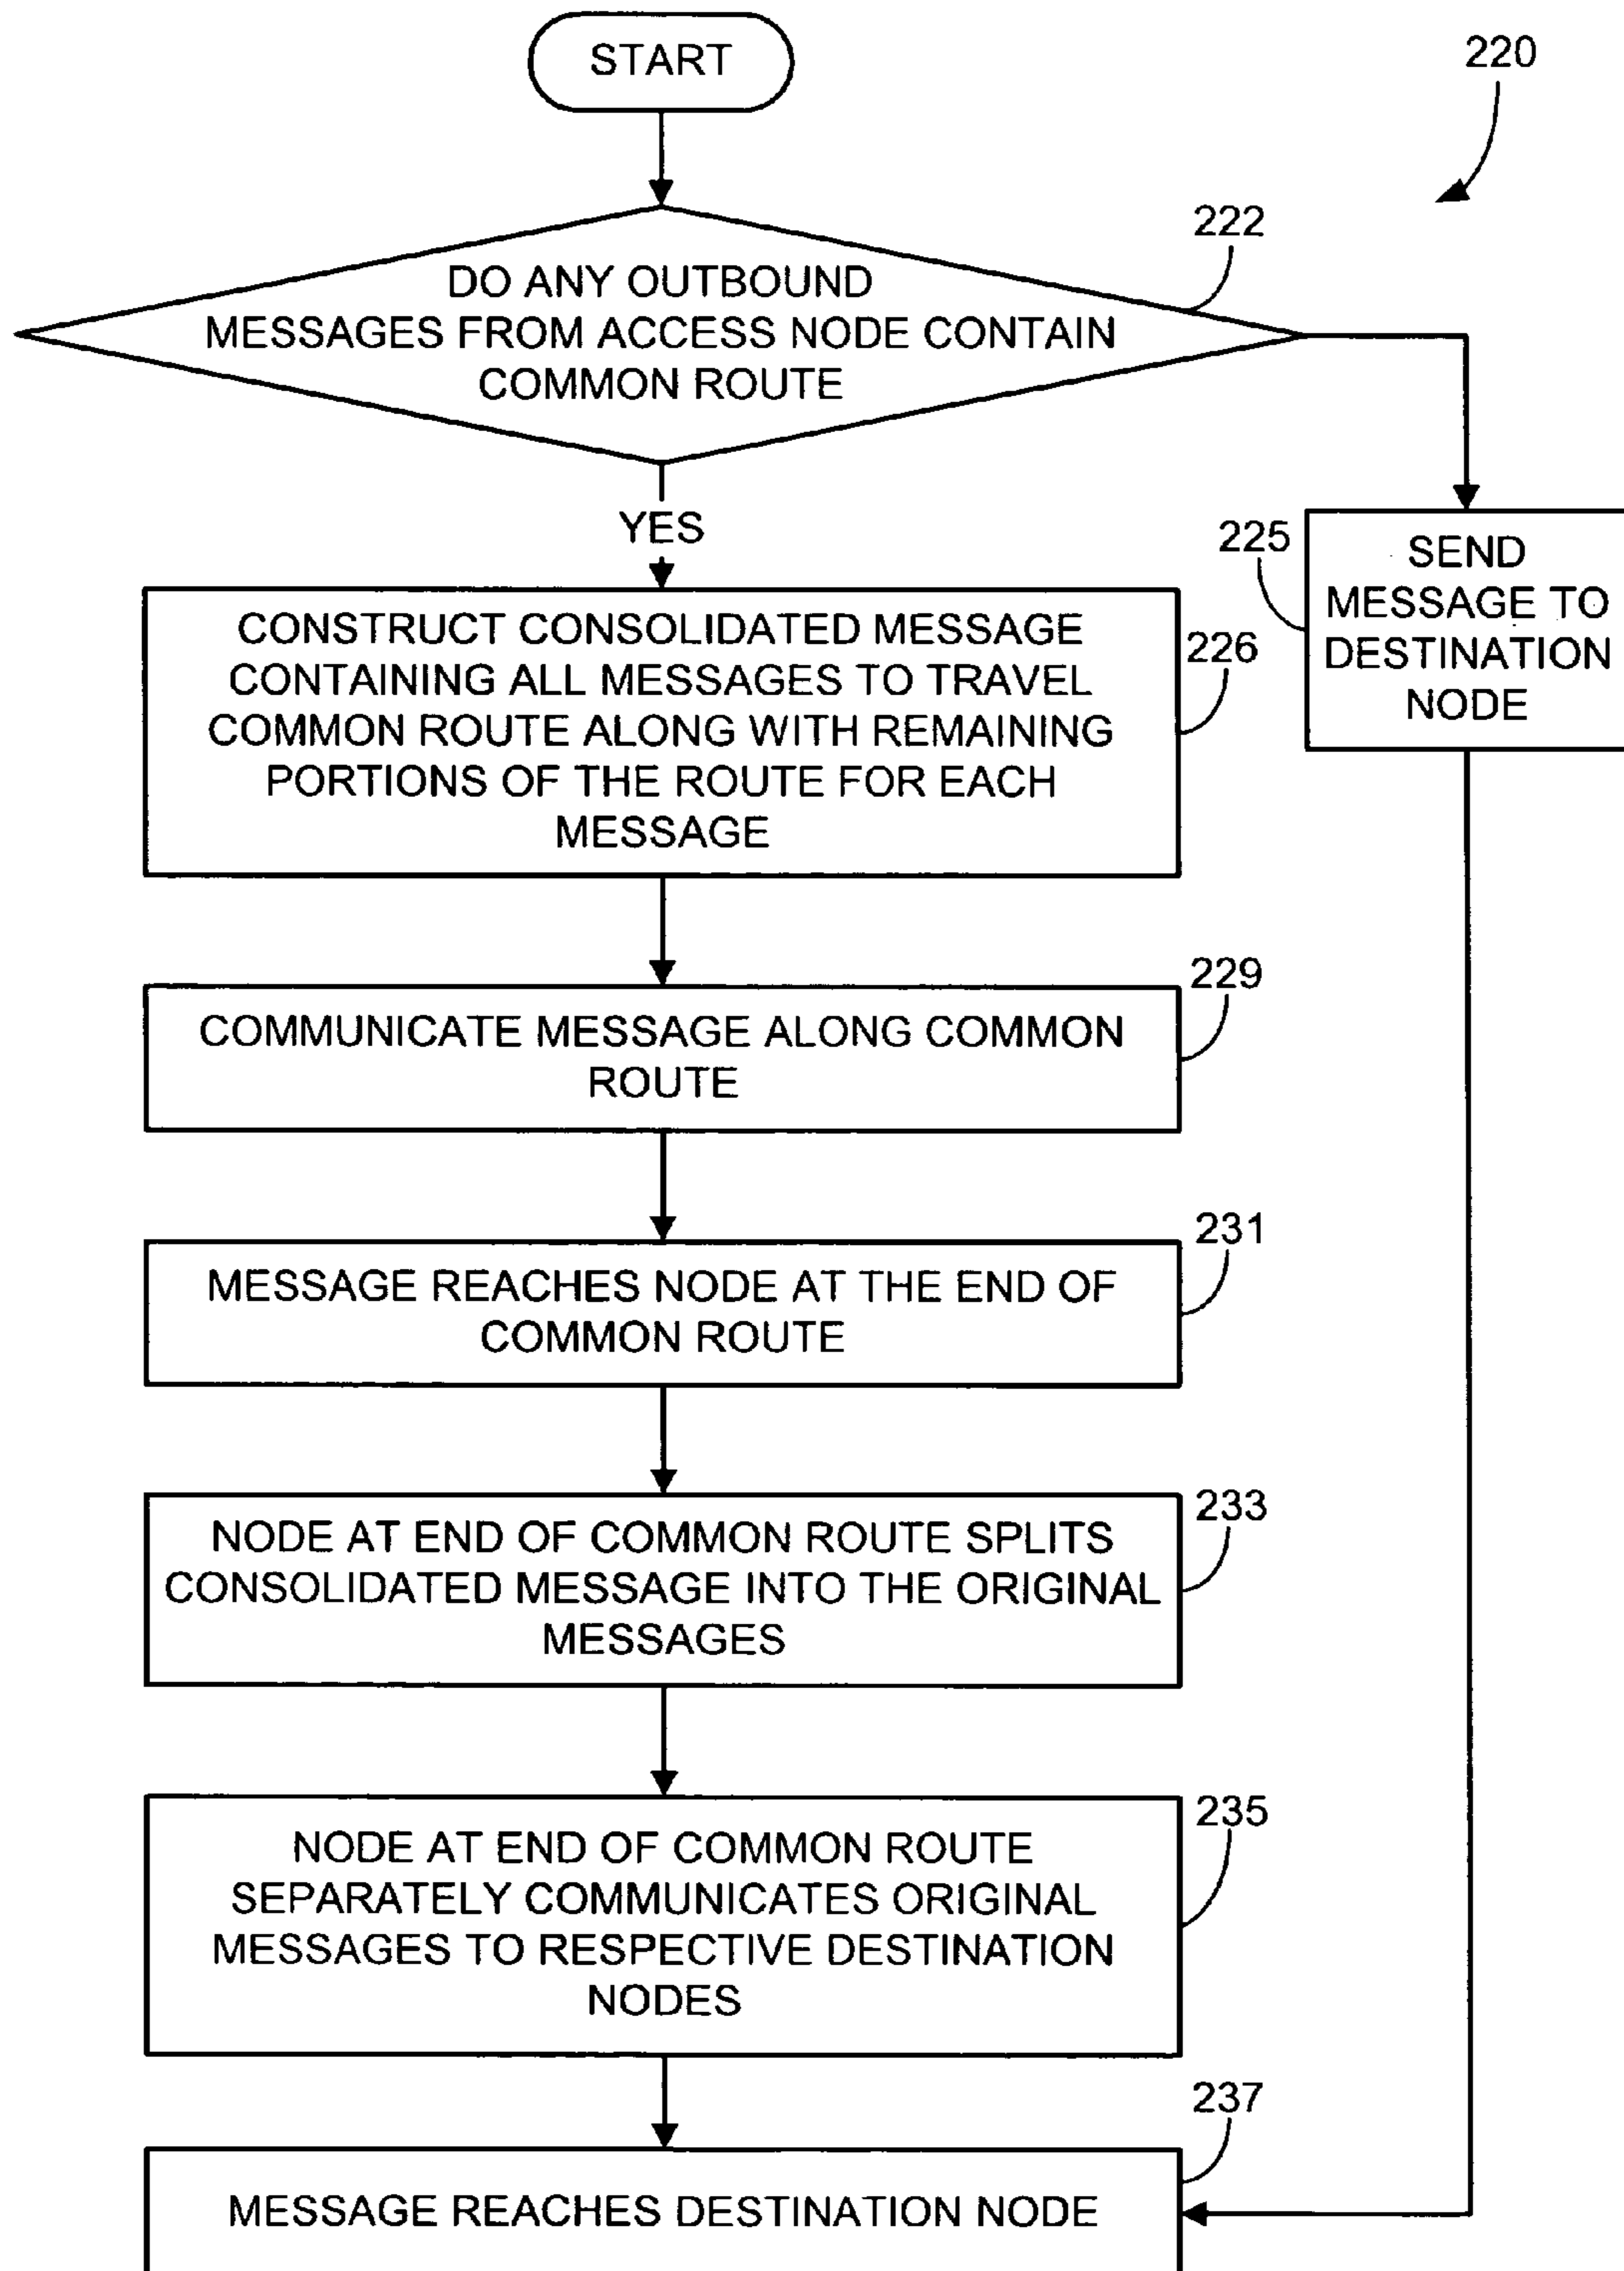 START
220
222
DO ANY OUTBOUND
MESSAGES FROM ACCESS NODE CONTAIN
COMMON ROUTE
YES
225
SEND
MESSAGE TO
DESTINATION
NODE
CONSTRUCT CONSOLIDATED MESSAGE
CONTAINING ALL MESSAGES TO TRAVEL
COMMON ROUTE ALONG WITH REMAINING
PORTIONS OF THE ROUTE FOR EACH
MESSAGE
226
229
COMMUNICATE MESSAGE ALONG COMMON
ROUTE
231
MESSAGE REACHES NODE AT THE END OF
COMMON ROUTE
233
NODE AT END OF COMMON ROUTE SPLITS
CONSOLIDATED MESSAGE INTO THE ORIGINAL
MESSAGES
235
NODE AT END OF COMMON ROUTE
SEPARATELY COMMUNICATES ORIGINAL
MESSAGES TO RESPECTIVE DESTINATION
NODES
237
MESSAGE REACHES DESTINATION NODE